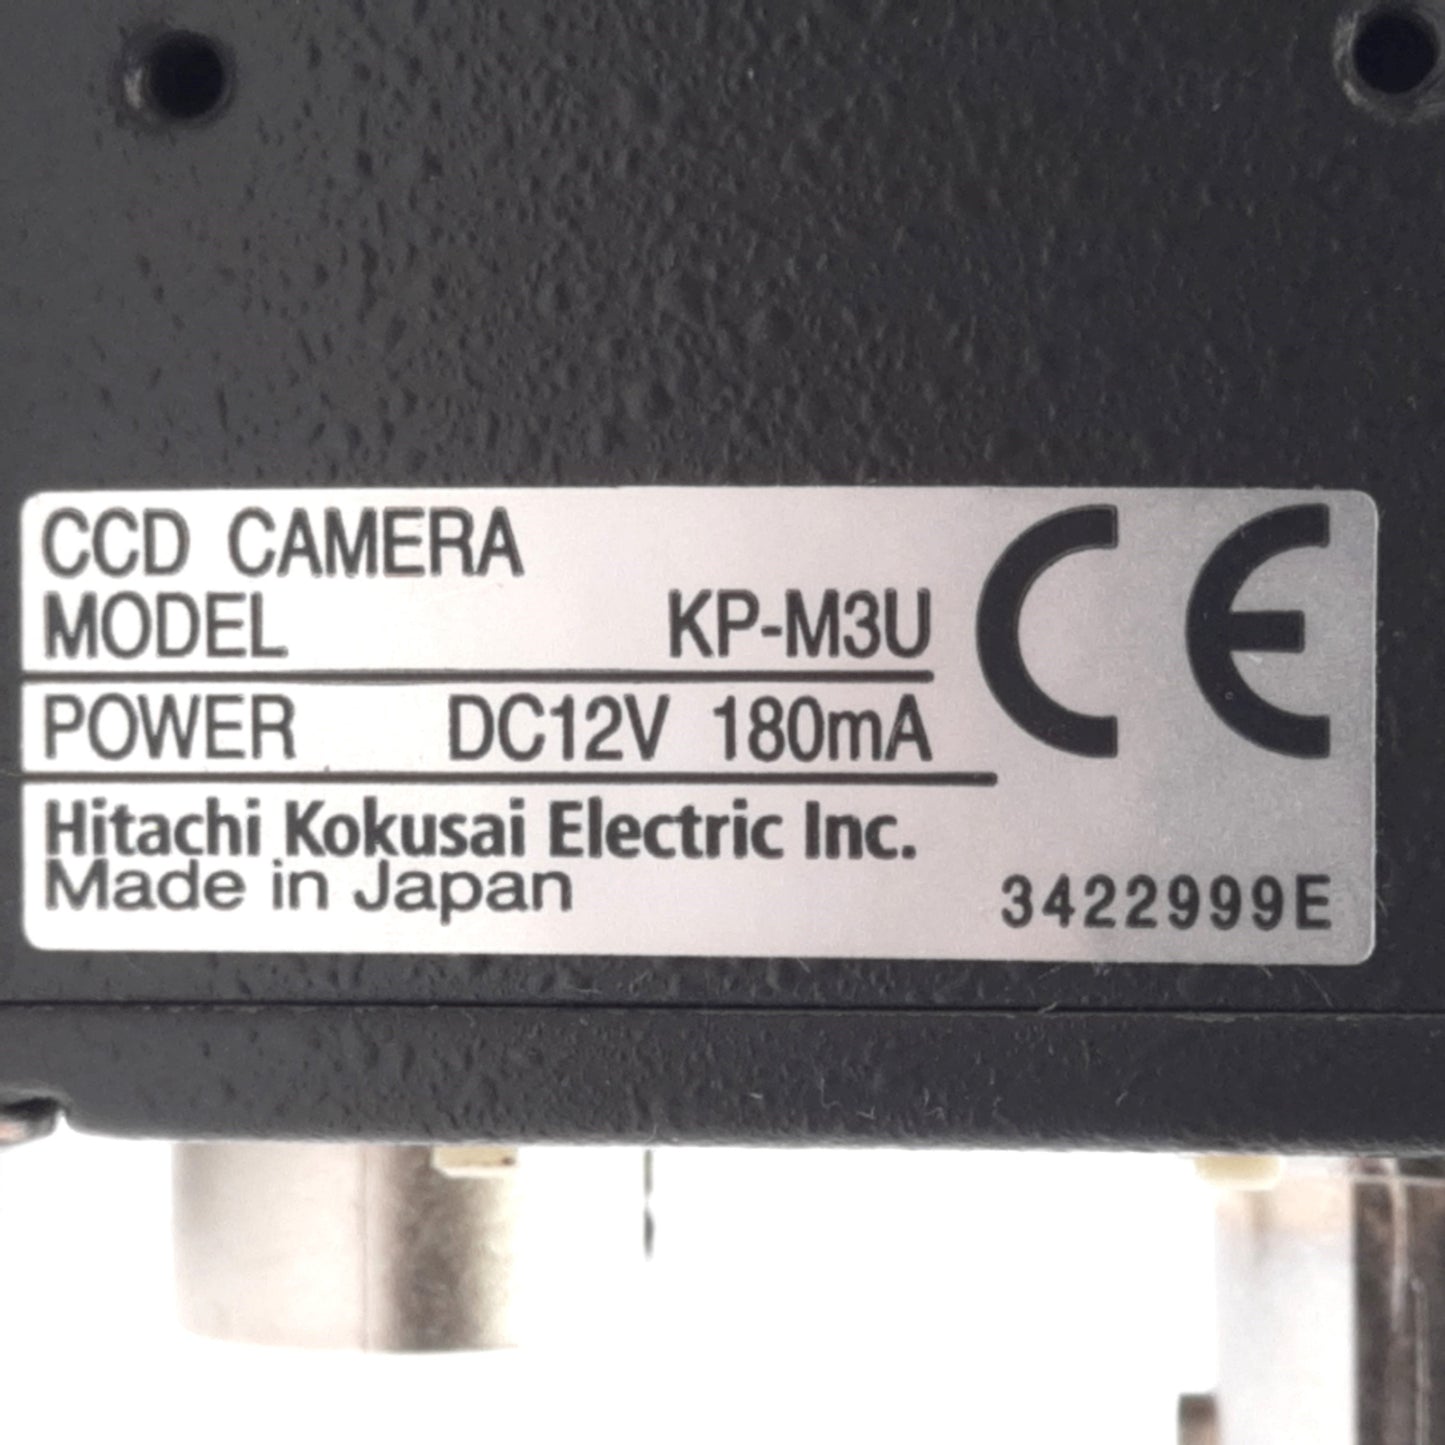 CCD CAMERA
MODEL KP-M3U
POWER DC12V 180mA
CE
Hitachi Kokusai Electric Inc.
Made in Japan
3422999E